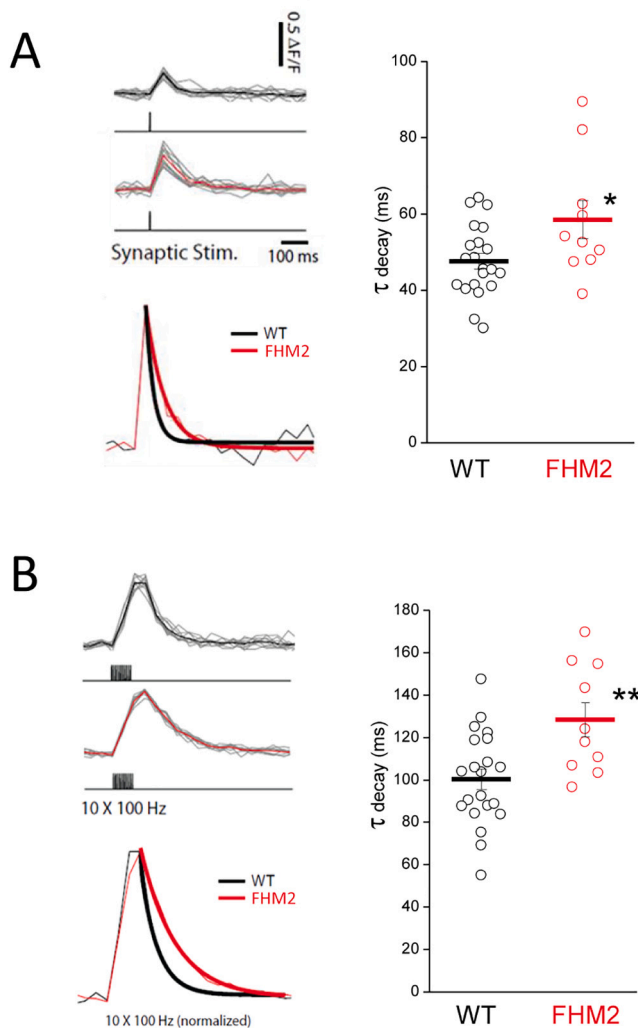 A
0.5 ΔF/F
Synaptic Stim.
100 ms
WT
FHM2
τ decay (ms)
100
80
60
40
20
0
*
WT
FHM2
B
10 X 100 Hz
WT
FHM2
10 X 100 Hz (normalized)
τ decay (ms)
180
160
140
120
100
80
60
40
20
0
**
WT
FHM2